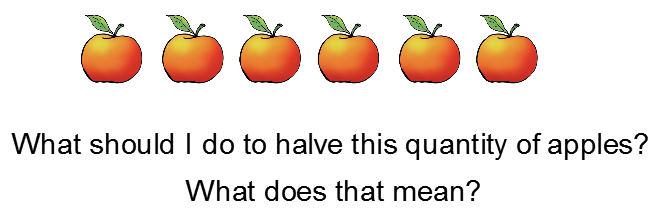 What should I do to halve this quantity of apples?
What does that mean?